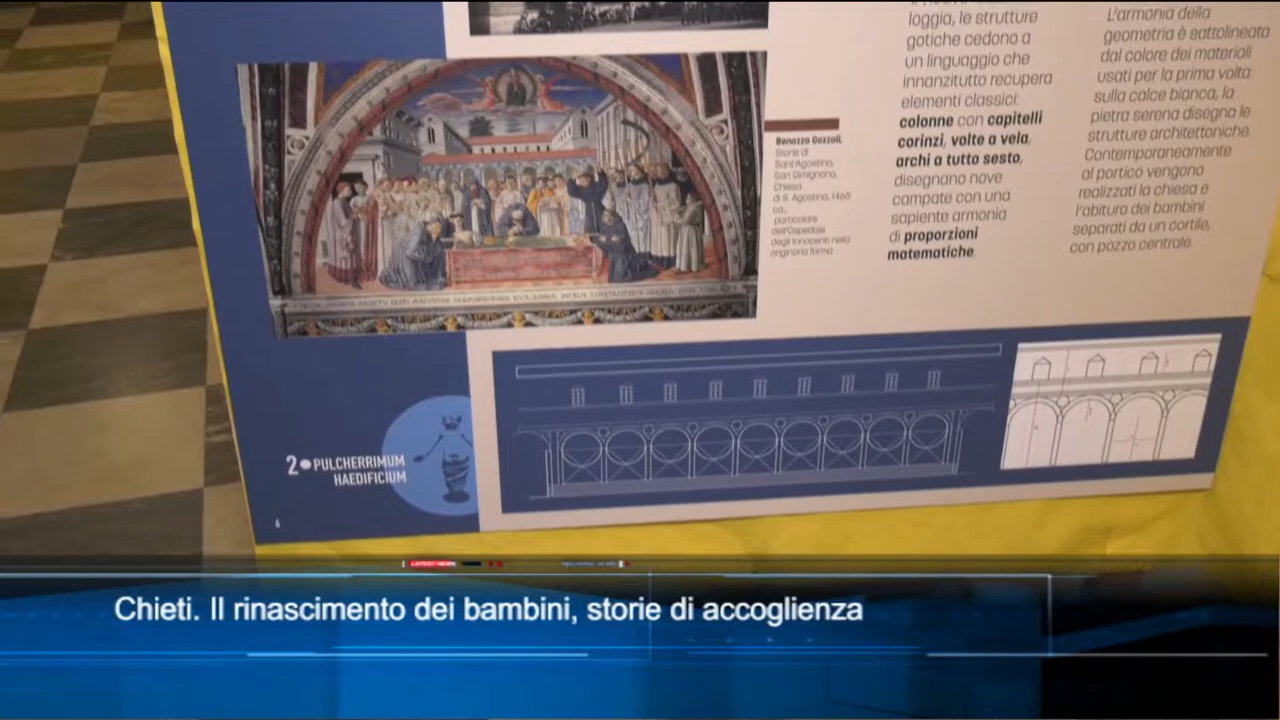 loggia, le strutture
gotiche cedono a
un linguaggio che
innanzitutto recupera
elementi classici:
colonne con capitelli
corinzi, volte a vela,
archi a tutto sesto,
disegnano nove
campate con una
sapiente armonia
di proporzioni
matematiche.
L'armonia della
geometria è sattolineata
dal colore dei materiali
usati per la prima volta:
sulla calce bianca, la
pietra serena disegna le
strutture architettoniche.
Contemporaneamente
al portico vengono
realizzati la chiesa e
l'abituro dei bambini
separati da un cortile,
con pozzo centrale.
Benozzo Gozzoli,
Storie di
Sant'Agostino,
San Gimignano,
Chiesa
di S. Agostino, 1465
ca.,
particolare
dell'Ospedale
degli Innocenti nella
originaria forma
2 PULCHERRIMUM
HAEDIFICIUM
6
LATEST NEWS
Chieti. Il rinascimento dei bambini, storie di accoglienza